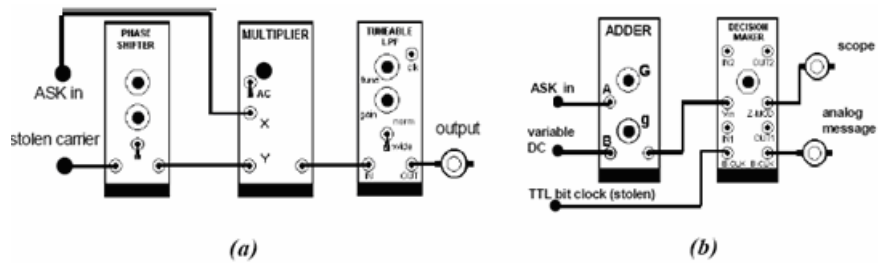 PHASE
SHIFTER
MULTIPLIER
TUNEABLE
LPF
clk
tune
AC
ASK in
X
gain
norm
wide
stolen carrier
Y
IN
OUT
output
(a)
ADDER
DECISION
MAKER
IN2
OUT2
scope
G
ASK in
A
g
Z-MOD
variable
DC
B
IN1
OUT1
analog
message
B.CLK
B.CLK
TTL bit clock (stolen)
(b)